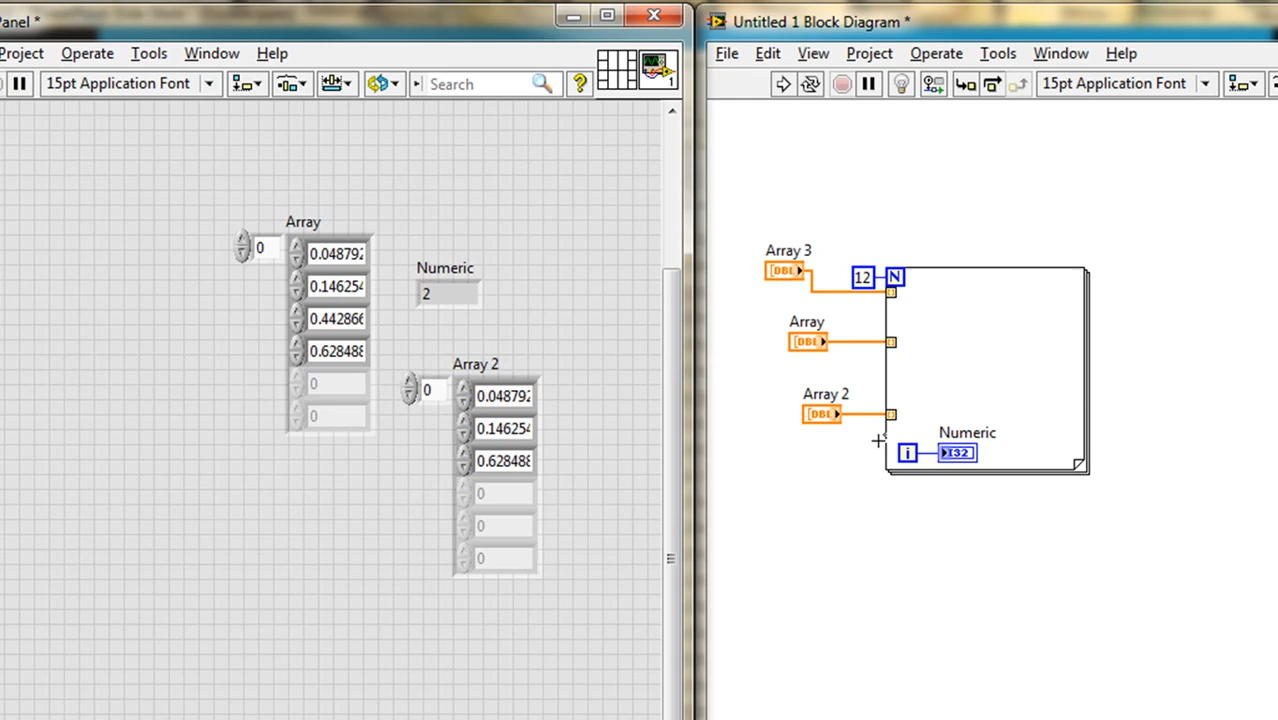 Panel *
Project Operate Tools Window Help
15pt Application Font
Search
?
1
Array
0
0.048792
0.146254
0.442866
0.628488
0
0
Numeric
2
Array 2
0
0.048792
0.146254
0.628488
0
0
0
Untitled 1 Block Diagram *
File Edit View Project Operate Tools Window Help
15pt Application Font
Array 3
[DBL]
12 N
Array
[DBL]
Array 2
[DBL]
Numeric
i I32